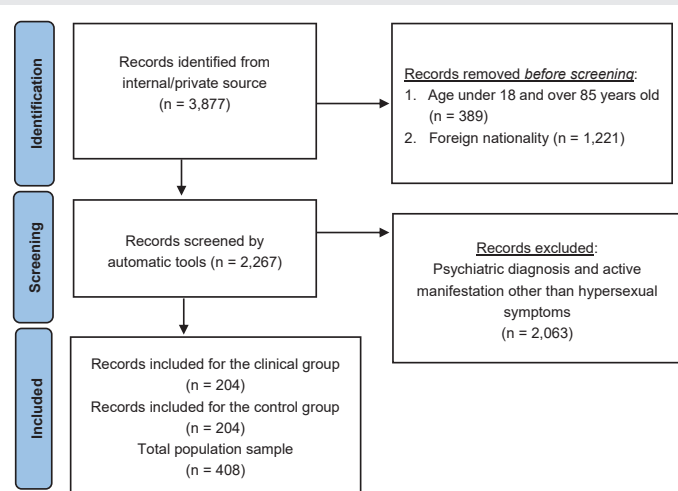 Identification
Records identified from
internal/private source
(n = 3,877)
Records removed before screening:
1. Age under 18 and over 85 years old
(n = 389)
2. Foreign nationality (n = 1,221)
Screening
Records screened by
automatic tools (n = 2,267)
Records excluded:
Psychiatric diagnosis and active
manifestation other than hypersexual
symptoms
(n = 2,063)
Included
Records included for the clinical group
(n = 204)
Records included for the control group
(n = 204)
Total population sample
(n = 408)